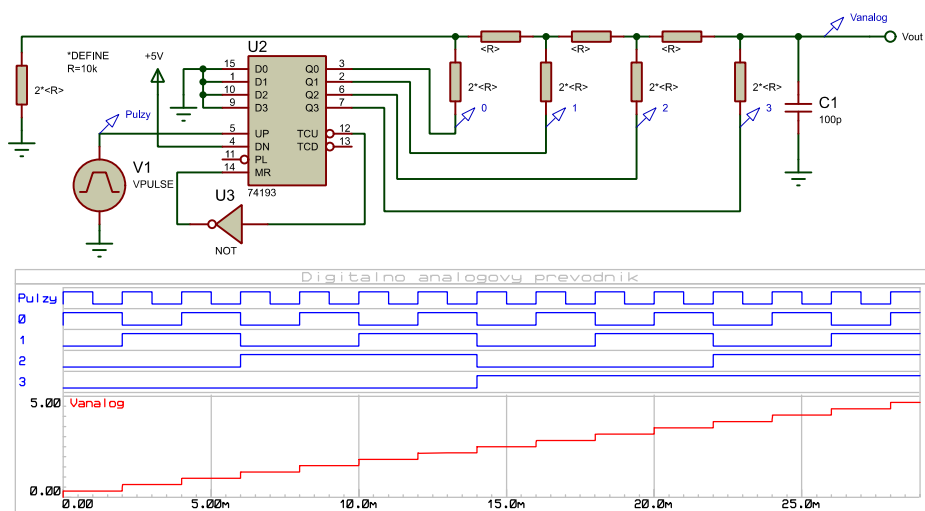 Vanalog
Vout
*DEFINE
R=10k
+5V
U2
<R>
<R>
<R>
2*<R>
2*<R>
2*<R>
2*<R>
2*<R>
0
1
2
3
15 D0 Q0 3
1 D1 Q1 2
10 D2 Q2 6
9 D3 Q3 7
5 UP TCU 12
4 DN TCD 13
11 PL
14 MR
74193
Pulzy
V1
VPULSE
U3
NOT
C1
100p
Digitalno analogovy prevodnik
Pulzy
0
1
2
3
5.00
Vanalog
0.00
0.00 5.00m 10.0m 15.0m 20.0m 25.0m